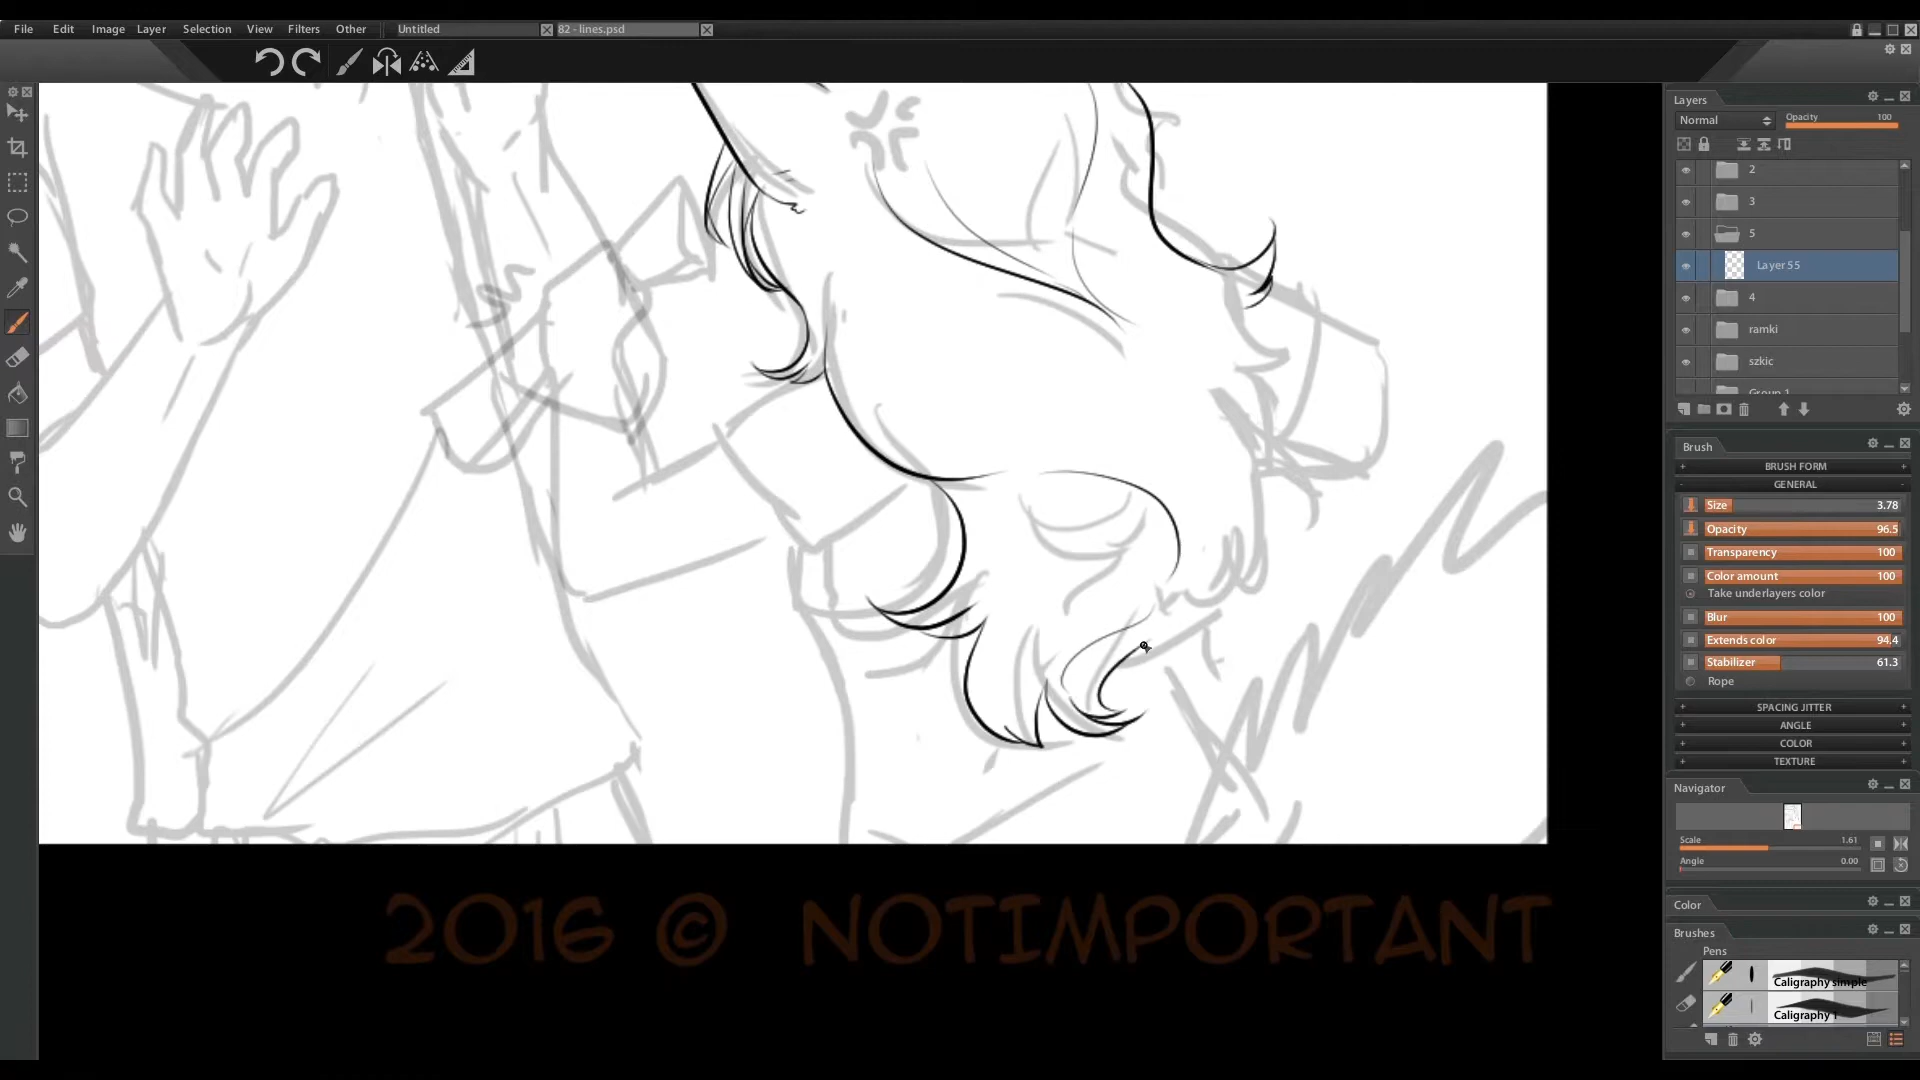 File Edit Image Layer Selection View Filters Other Untitled 82 - lines.psd
Layers
Normal Opacity 100
2
3
5
Layer 55
4
ramki
szkic
Group 1
Brush
+ BRUSH FORM +
- GENERAL -
Size 3.78
Opacity 96.5
Transparency 100
Color amount 100
Take underlayers color
Blur 100
Extends color 94.4
Stabilizer 61.3
Rope
+ SPACING JITTER +
+ ANGLE +
+ COLOR +
+ TEXTURE +
Navigator
Scale 1.61
Angle 0.00
Color
Brushes
Pens
Caligraphy simple
Caligraphy 1
2016 © NOTIMPORTANT